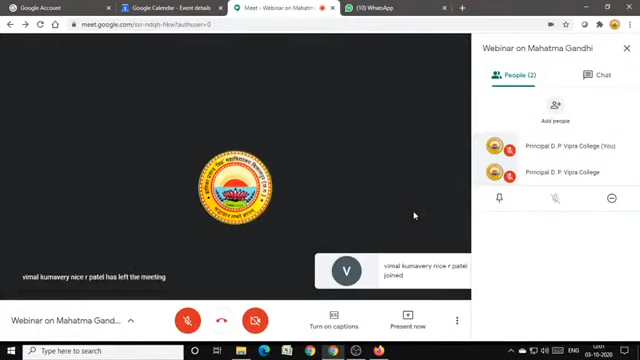 Google Account
Google Calendar - Event details
Meet - Webinar on Mahatma
(10) WhatsApp
meet.google.com/ssr-ndqh-hkw?authuser=0
Webinar on Mahatma Gandhi
People (2)
Chat
Add people
Principal D. P. Vipra College (You)
Principal D. P. Vipra College
V
vimal kumavery nice r patel
joined
vimal kumavery nice r patel has left the meeting
Webinar on Mahatma Gand...
Turn on captions
Present now
Type here to search
ENG
12:01
03-10-2020